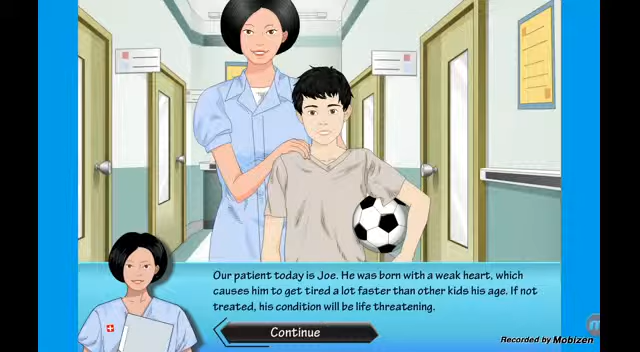 Our patient today is Joe. He was born with a weak heart, which
causes him to get tired a lot faster than other kids his age. If not
treated, his condition will be life threatening.
Continue
Recorded by Mobizen